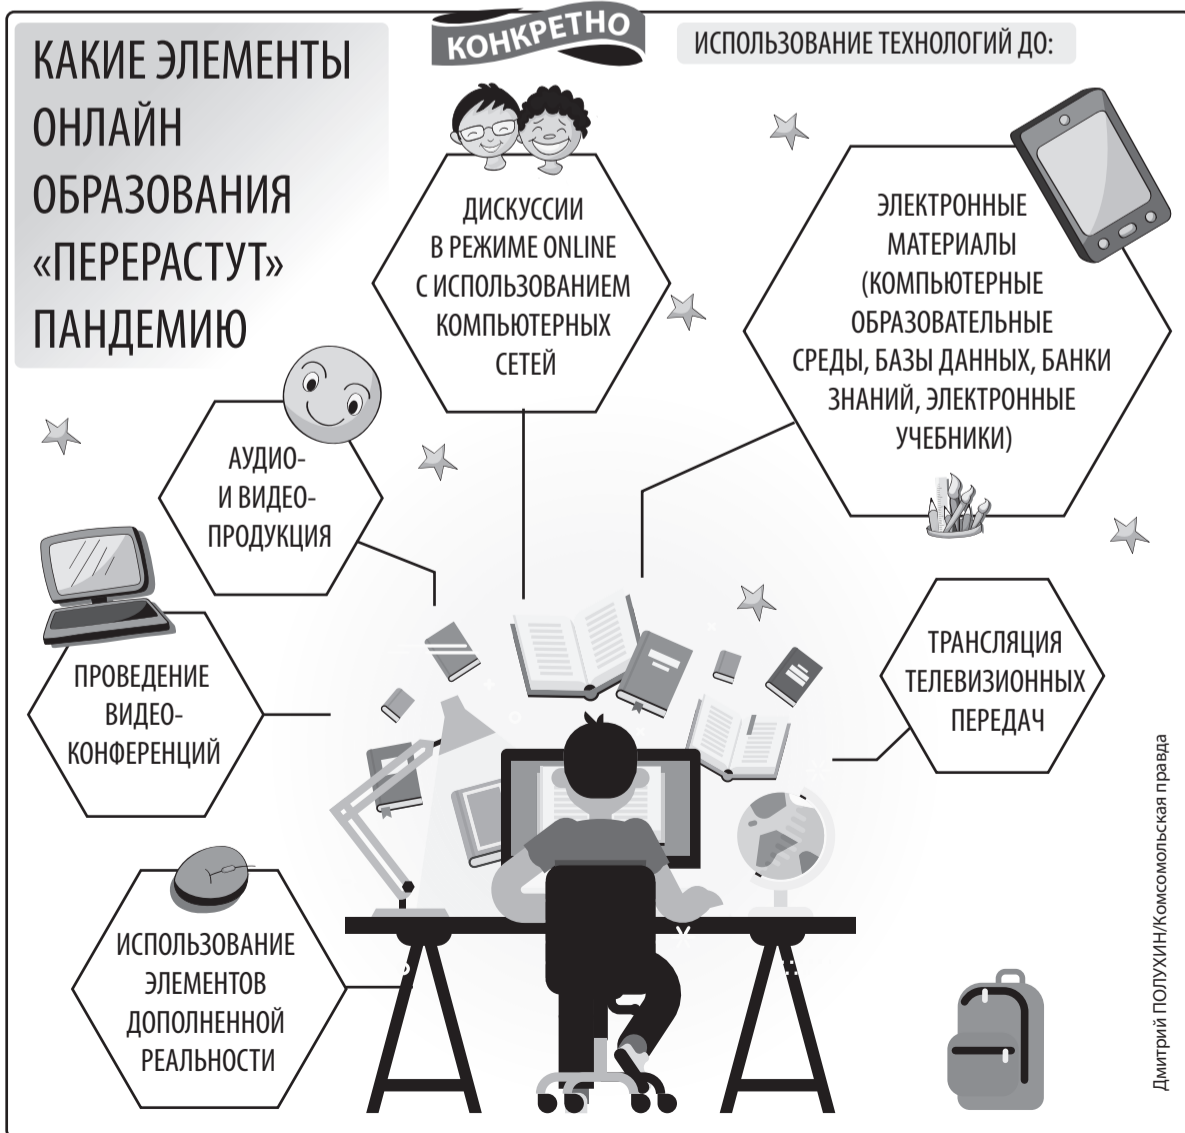 КАКИЕ ЭЛЕМЕНТЫ
ОНЛАЙН
ОБРАЗОВАНИЯ
«ПЕРЕРАСТУТ»
ПАНДЕМИЮ
КОНКРЕТНО
ИСПОЛЬЗОВАНИЕ ТЕХНОЛОГИЙ ДО:
ДИСКУССИИ
В РЕЖИМЕ ONLINE
С ИСПОЛЬЗОВАНИЕМ
КОМПЬЮТЕРНЫХ
СЕТЕЙ
ЭЛЕКТРОННЫЕ
МАТЕРИАЛЫ
(КОМПЬЮТЕРНЫЕ
ОБРАЗОВАТЕЛЬНЫЕ
СРЕДЫ, БАЗЫ ДАННЫХ, БАНКИ
ЗНАНИЙ, ЭЛЕКТРОННЫЕ
УЧЕБНИКИ)
АУДИО-
И ВИДЕО-
ПРОДУКЦИЯ
ПРОВЕДЕНИЕ
ВИДЕО-
КОНФЕРЕНЦИЙ
ТРАНСЛЯЦИЯ
ТЕЛЕВИЗИОННЫХ
ПЕРЕДАЧ
ИСПОЛЬЗОВАНИЕ
ЭЛЕМЕНТОВ
ДОПОЛНЕННОЙ
РЕАЛЬНОСТИ
Дмитрий ПОЛУХИН/Комсомольская правда